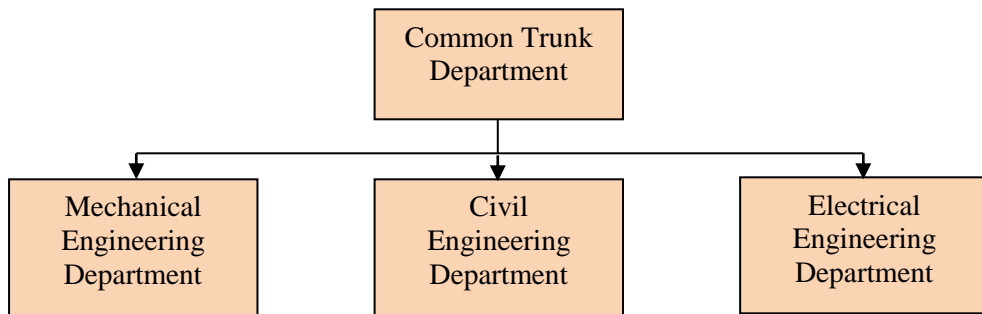 Common Trunk
Department
Mechanical
Engineering
Department
Civil
Engineering
Department
Electrical
Engineering
Department